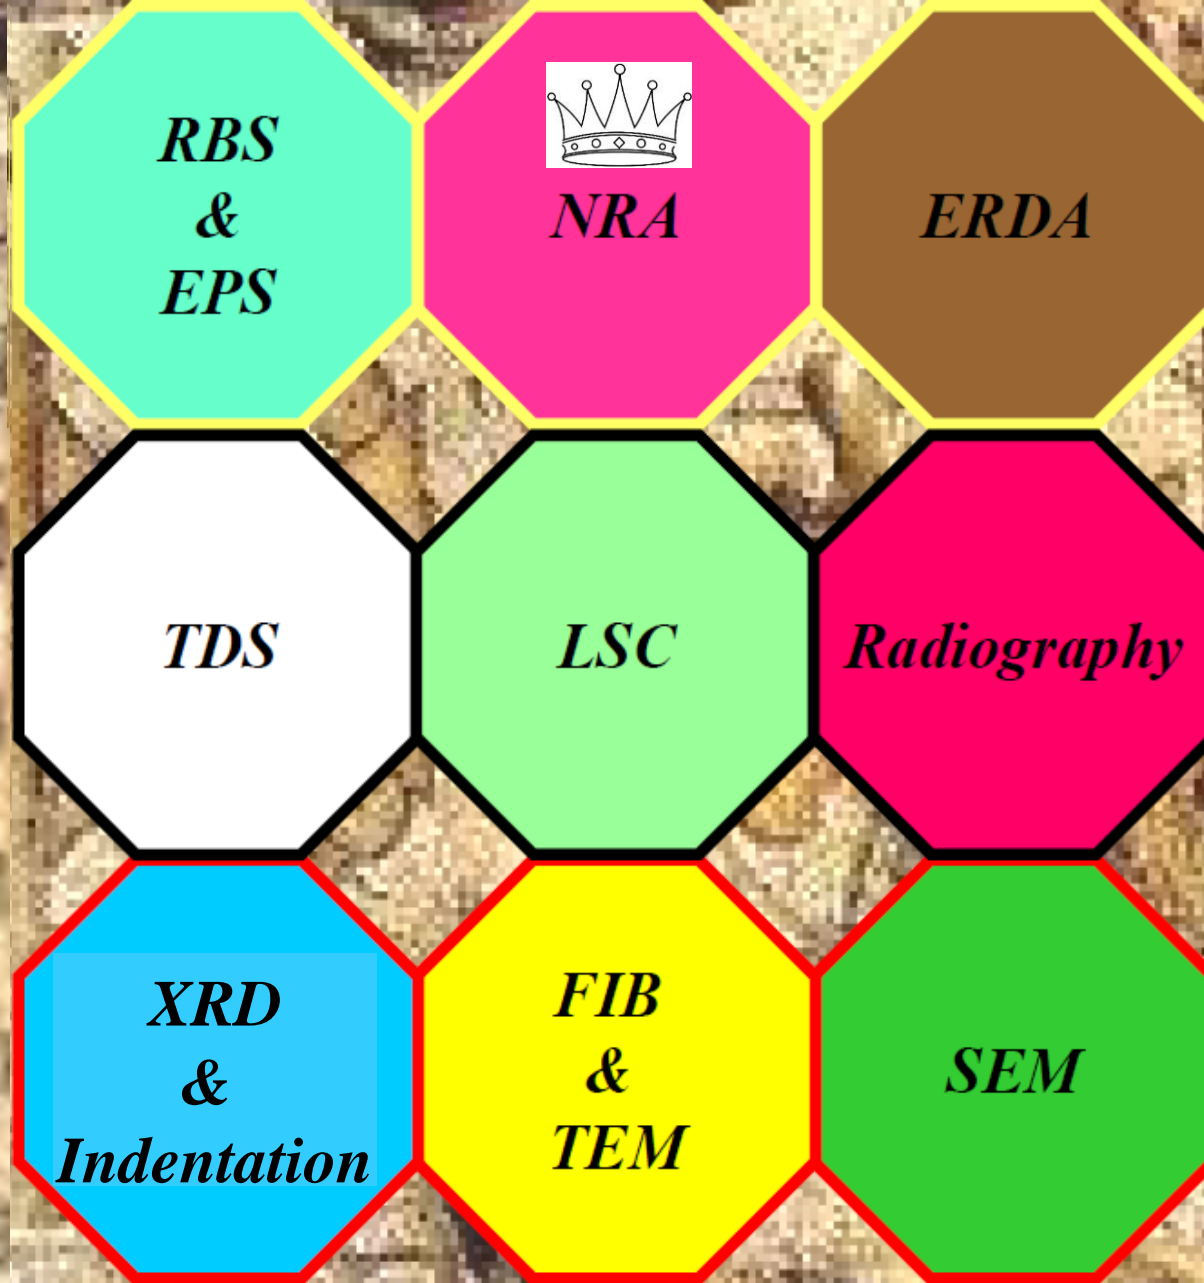 RBS
&
EPS
NRA
ERDA
TDS
LSC
Radiography
XRD
&
Indentation
FIB
&
TEM
SEM